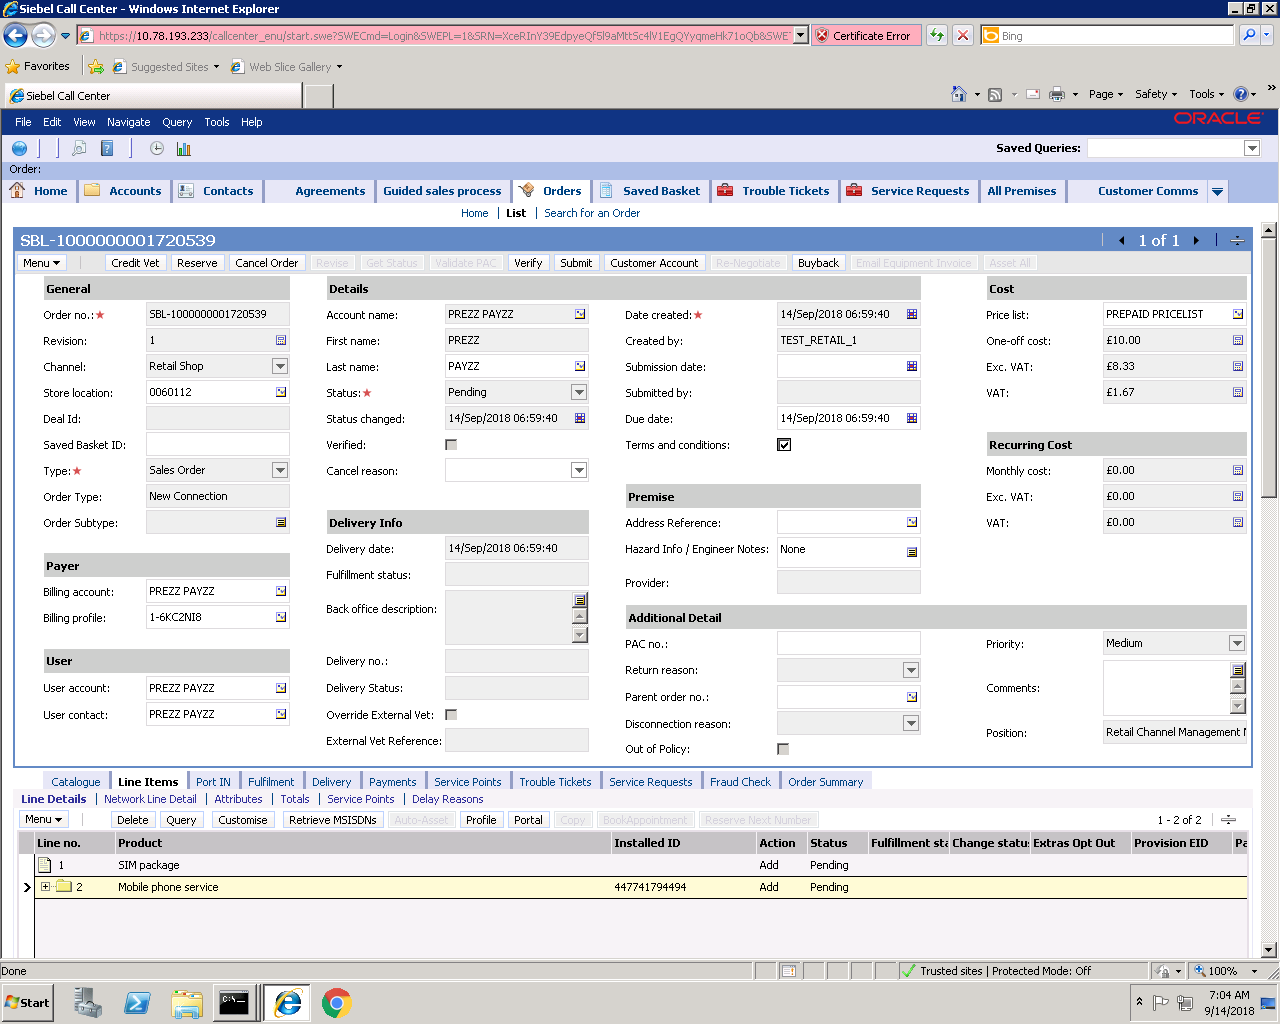 Siebel Call Center - Windows Internet Explorer
https://10.78.193.233/callcenter_enu/start.swe?SWECmd=Login&SWEPL=1&SRN= Certificate Error Bing
Favorites Suggested Sites Web Slice Gallery
Siebel Call Center Page Safety Tools
File Edit View Navigate Query Tools Help ORACLE
Saved Queries:
Order:
Home Accounts Contacts Agreements Guided sales process Orders Saved Basket Trouble Tickets Service Requests All Premises Customer Comms
Home List Search for an Order
SBL-1000000001720539 1 of 1
Menu Credit Vet Reserve Cancel Order Revise Get Status Validate PAC Verify Submit Customer Account Re-Negotiate Buyback Email Equipment Invoice Asset All
General Details Cost
Order no.:★ SBL-1000000001720539 Account name: PREZZ PAYZZ Date created:★ 14/Sep/2018 06:59:40 Price list: PREPAID PRICELIST
Revision: 1 First name: PREZZ Created by: TEST_RETAIL_1 One-off cost: £10.00
Channel: Retail Shop Last name: PAYZZ Submission date: Exc. VAT: £8.33
Store location: 0060112 Status:★ Pending Submitted by: VAT: £1.67
Deal Id: Status changed: 14/Sep/2018 06:59:40 Due date: 14/Sep/2018 06:59:40
Saved Basket ID: Verified: Terms and conditions: Recurring Cost
Type:★ Sales Order Cancel reason: Monthly cost: £0.00
Order Type: New Connection Premise Exc. VAT: £0.00
Order Subtype: Delivery Info Address Reference: VAT: £0.00
Delivery date: 14/Sep/2018 06:59:40 Hazard Info / Engineer Notes: None
Payer Fulfillment status: Provider:
Billing account: PREZZ PAYZZ Back office description:
Billing profile: 1-6KC2NI8 Additional Detail
PAC no.: Priority: Medium
User Delivery no.: Return reason:
User account: PREZZ PAYZZ Delivery Status: Parent order no.: Comments:
User contact: PREZZ PAYZZ Override External Vet: Disconnection reason:
External Vet Reference: Out of Policy: Position: Retail Channel Management
Catalogue Line Items Port IN Fulfilment Delivery Payments Service Points Trouble Tickets Service Requests Fraud Check Order Summary
Line Details Network Line Detail Attributes Totals Service Points Delay Reasons
Menu Delete Query Customise Retrieve MSISDNs Auto-Asset Profile Portal Copy BookAppointment Reserve Next Number 1 - 2 of 2
Line no. Product Installed ID Action Status Fulfillment sta Change status Extras Opt Out Provision EID Pa
1 SIM package Add Pending
2 Mobile phone service 447741794494 Add Pending
Done Trusted sites | Protected Mode: Off 100%
Start 7:04 AM
9/14/2018